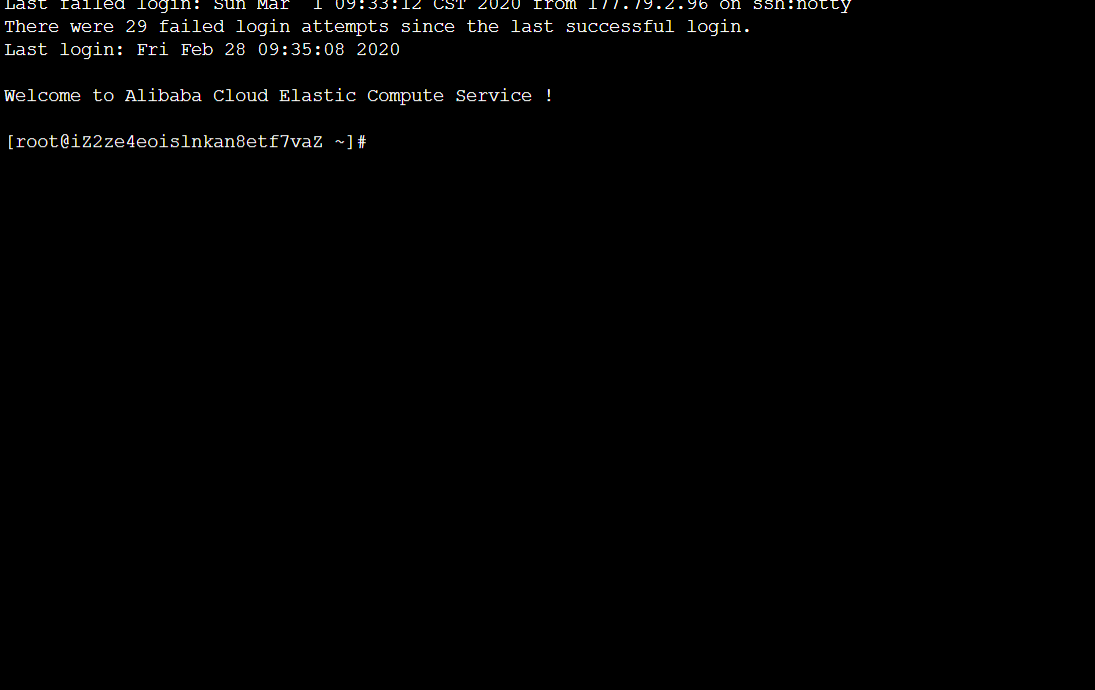 Last failed login: Sun Mar  1 09:33:12 CST 2020 from 177.79.2.96 on ssh:notty
There were 29 failed login attempts since the last successful login.
Last login: Fri Feb 28 09:35:08 2020
Welcome to Alibaba Cloud Elastic Compute Service !
[root@iZ2ze4eoislnkan8etf7vaZ ~]#